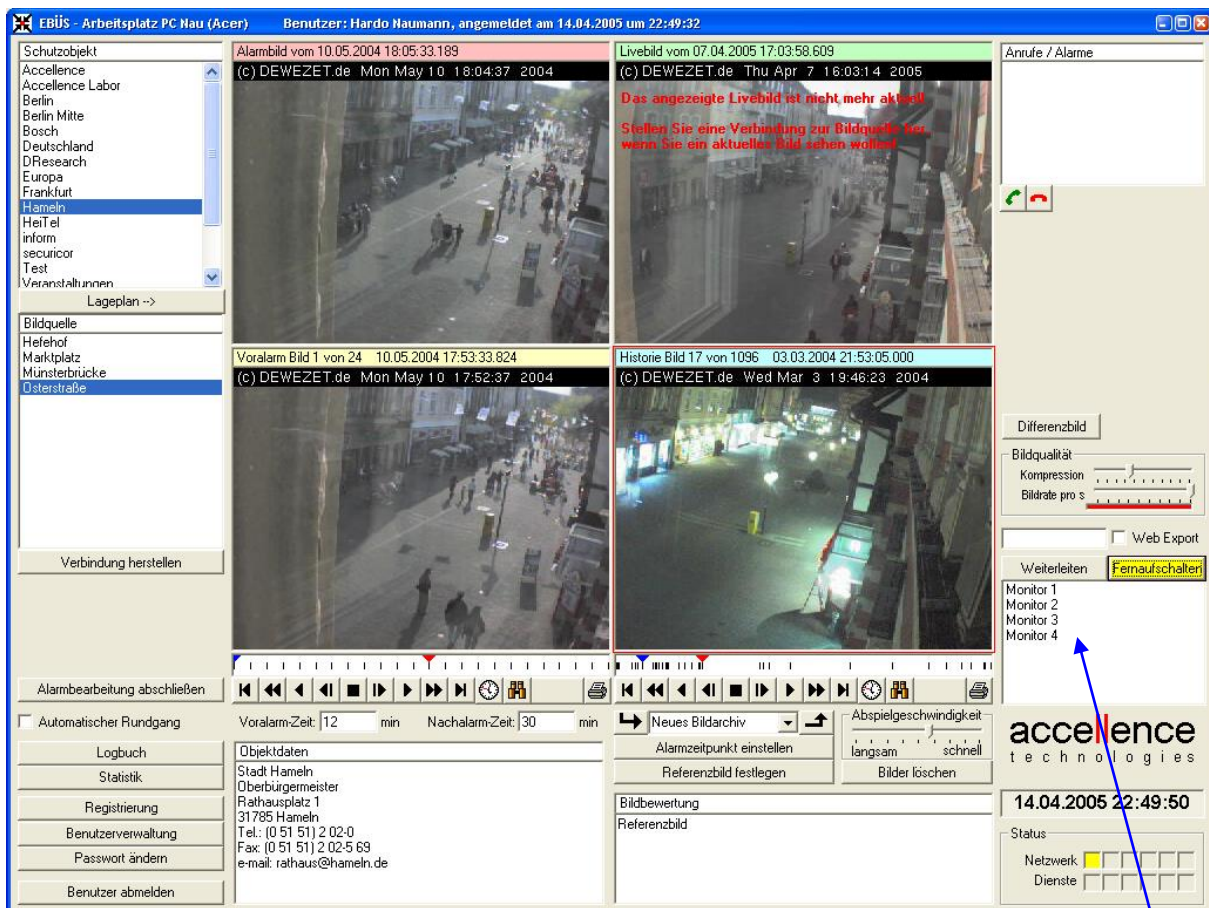 EBÜS - Arbeitsplatz PC Nau (Acer) Benutzer: Hardo Naumann, angemeldet am 14.04.2005 um 22:49:32
Schutzobjekt
Accellence
Accellence Labor
Berlin
Berlin Mitte
Bosch
Deutschland
DResearch
Europa
Frankfurt
Hameln
HeiTel
inform
securicor
Test
Veranstaltungen
Lageplan -->
Bildquelle
Hefehof
Marktplatz
Münsterbrücke
Osterstraße
Verbindung herstellen
Alarmbearbeitung abschließen
Automatischer Rundgang
Logbuch
Statistik
Registrierung
Benutzerverwaltung
Passwort ändern
Benutzer abmelden
Alarmbild vom 10.05.2004 18:05:33.189
(c) DEWEZET.de Mon May 10 18:04:37 2004
Livebild vom 07.04.2005 17:03:58.609
(c) DEWEZET.de Thu Apr 7 16:03:14 2005
Das angezeigte Livebild ist nicht mehr aktuell
Stellen Sie eine Verbindung zur Bildquelle her,
wenn Sie ein aktuelles Bild sehen wollen!
Voralarm Bild 1 von 24 10.05.2004 17:53:33.824
(c) DEWEZET.de Mon May 10 17:52:37 2004
Historie Bild 17 von 1096 03.03.2004 21:53:05.000
(c) DEWEZET.de Wed Mar 3 19:46:23 2004
Voralarm-Zeit: 12 min Nachalarm-Zeit: 30 min
Objektdaten
Stadt Hameln
Oberbürgermeister
Rathausplatz 1
31785 Hameln
Tel.: (0 51 51) 2 02-0
Fax: (0 51 51) 2 02-5 69
e-mail: rathaus@hameln.de
Neues Bildarchiv
Alarmzeitpunkt einstellen
Referenzbild festlegen
Abspielgeschwindigkeit
langsam schnell
Bilder löschen
Bildbewertung
Referenzbild
Anrufe / Alarme
Differenzbild
Bildqualität
Kompression
Bildrate pro s
Web Export
Weiterleiten Fernaufschalten
Monitor 1
Monitor 2
Monitor 3
Monitor 4
accellence
technologies
14.04.2005 22:49:50
Status
Netzwerk
Dienste